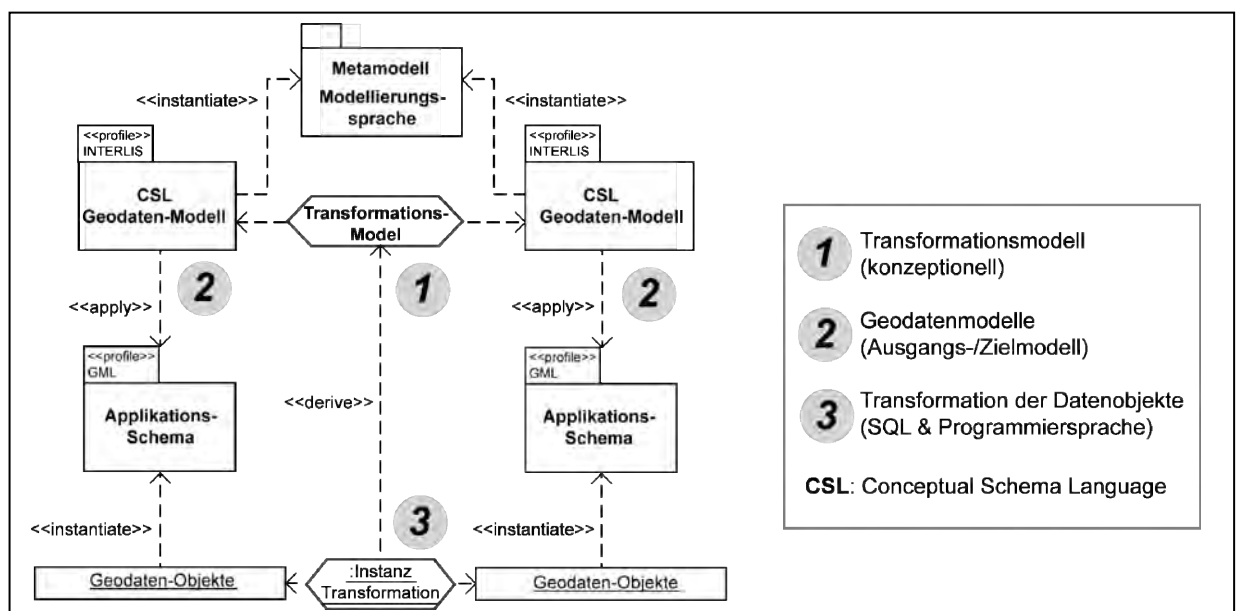 Metamodell
Modellierungs-
sprache
<<instantiate>>
<<instantiate>>
<<profile>>
INTERLIS
<<profile>>
INTERLIS
CSL
Geodaten-Modell
Transformations-
Model
CSL
Geodaten-Modell
2
1
2
<<apply>>
<<apply>>
<<profile>>
GML
<<profile>>
GML
Applikations-
Schema
<<derive>>
Applikations-
Schema
3
<<instantiate>>
<<instantiate>>
Geodaten-Objekte
:Instanz
Transformation
Geodaten-Objekte
1 Transformationsmodell
(konzeptionell)
2 Geodatenmodelle
(Ausgangs-/Zielmodell)
3 Transformation der Datenobjekte
(SQL & Programmiersprache)
CSL: Conceptual Schema Language